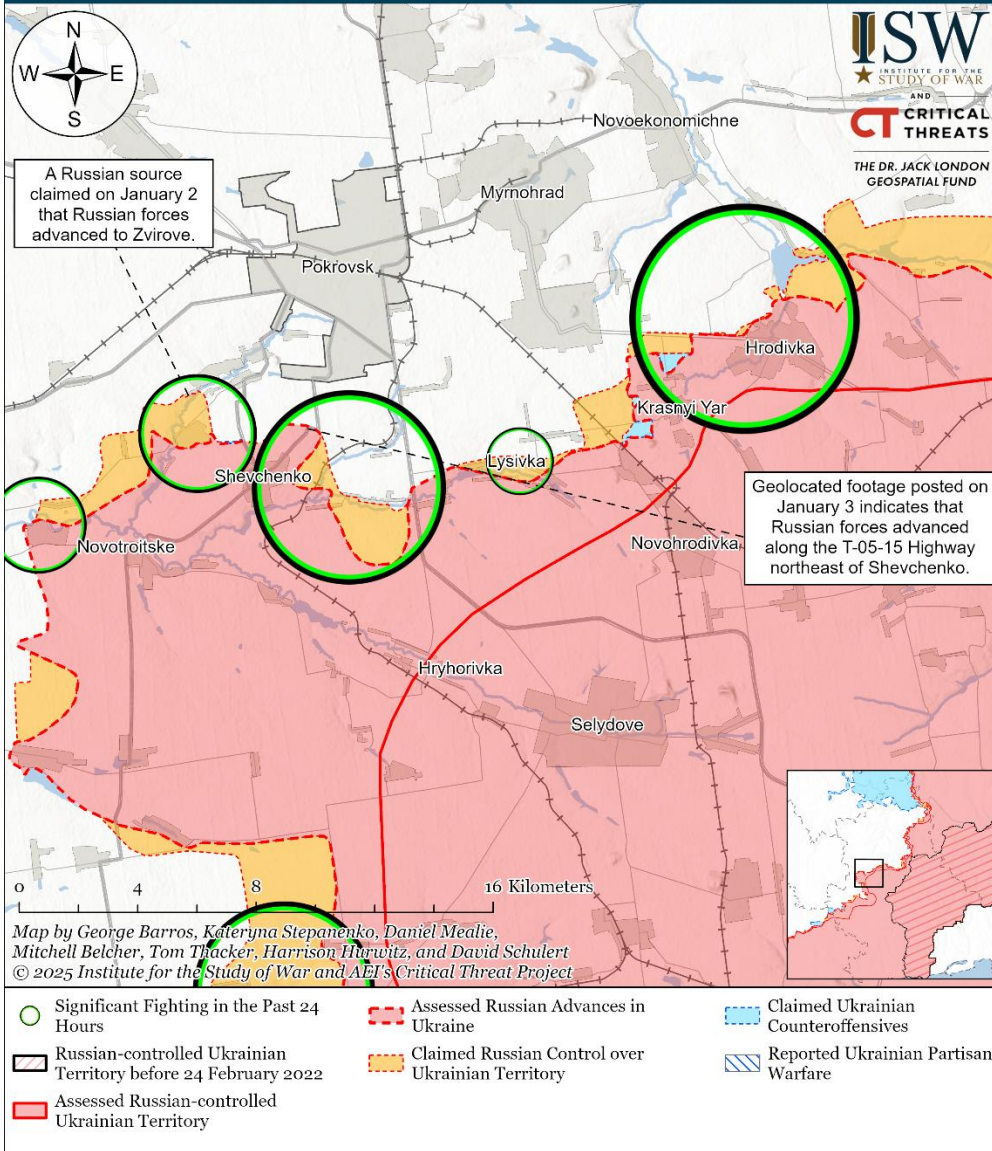 N
W E
S
ISW
INSTITUTE FOR THE
STUDY OF WAR
AND
CT CRITICAL
THREATS
THE DR. JACK LONDON
GEOSPATIAL FUND
A Russian source
claimed on January 2
that Russian forces
advanced to Zvirove.
Novoekonomichne
Myrnohrad
Pokrovsk
Hrodivka
Krasnyi Yar
Lysivka
Shevchenko
Geolocated footage posted on
January 3 indicates that
Russian forces advanced
along the T-05-15 Highway
northeast of Shevchenko.
Novotroitske
Novohrodivka
Hryhorivka
Selydove
0 4 8 16 Kilometers
Map by George Barros, Kateryna Stepanenko, Daniel Mealie,
Mitchell Belcher, Tom Thacker, Harrison Hurwitz, and David Schulert
© 2025 Institute for the Study of War and AEI's Critical Threat Project
Significant Fighting in the Past 24
Hours
Russian-controlled Ukrainian
Territory before 24 February 2022
Assessed Russian-controlled
Ukrainian Territory
Assessed Russian Advances in
Ukraine
Claimed Russian Control over
Ukrainian Territory
Claimed Ukrainian
Counteroffensives
Reported Ukrainian Partisan
Warfare